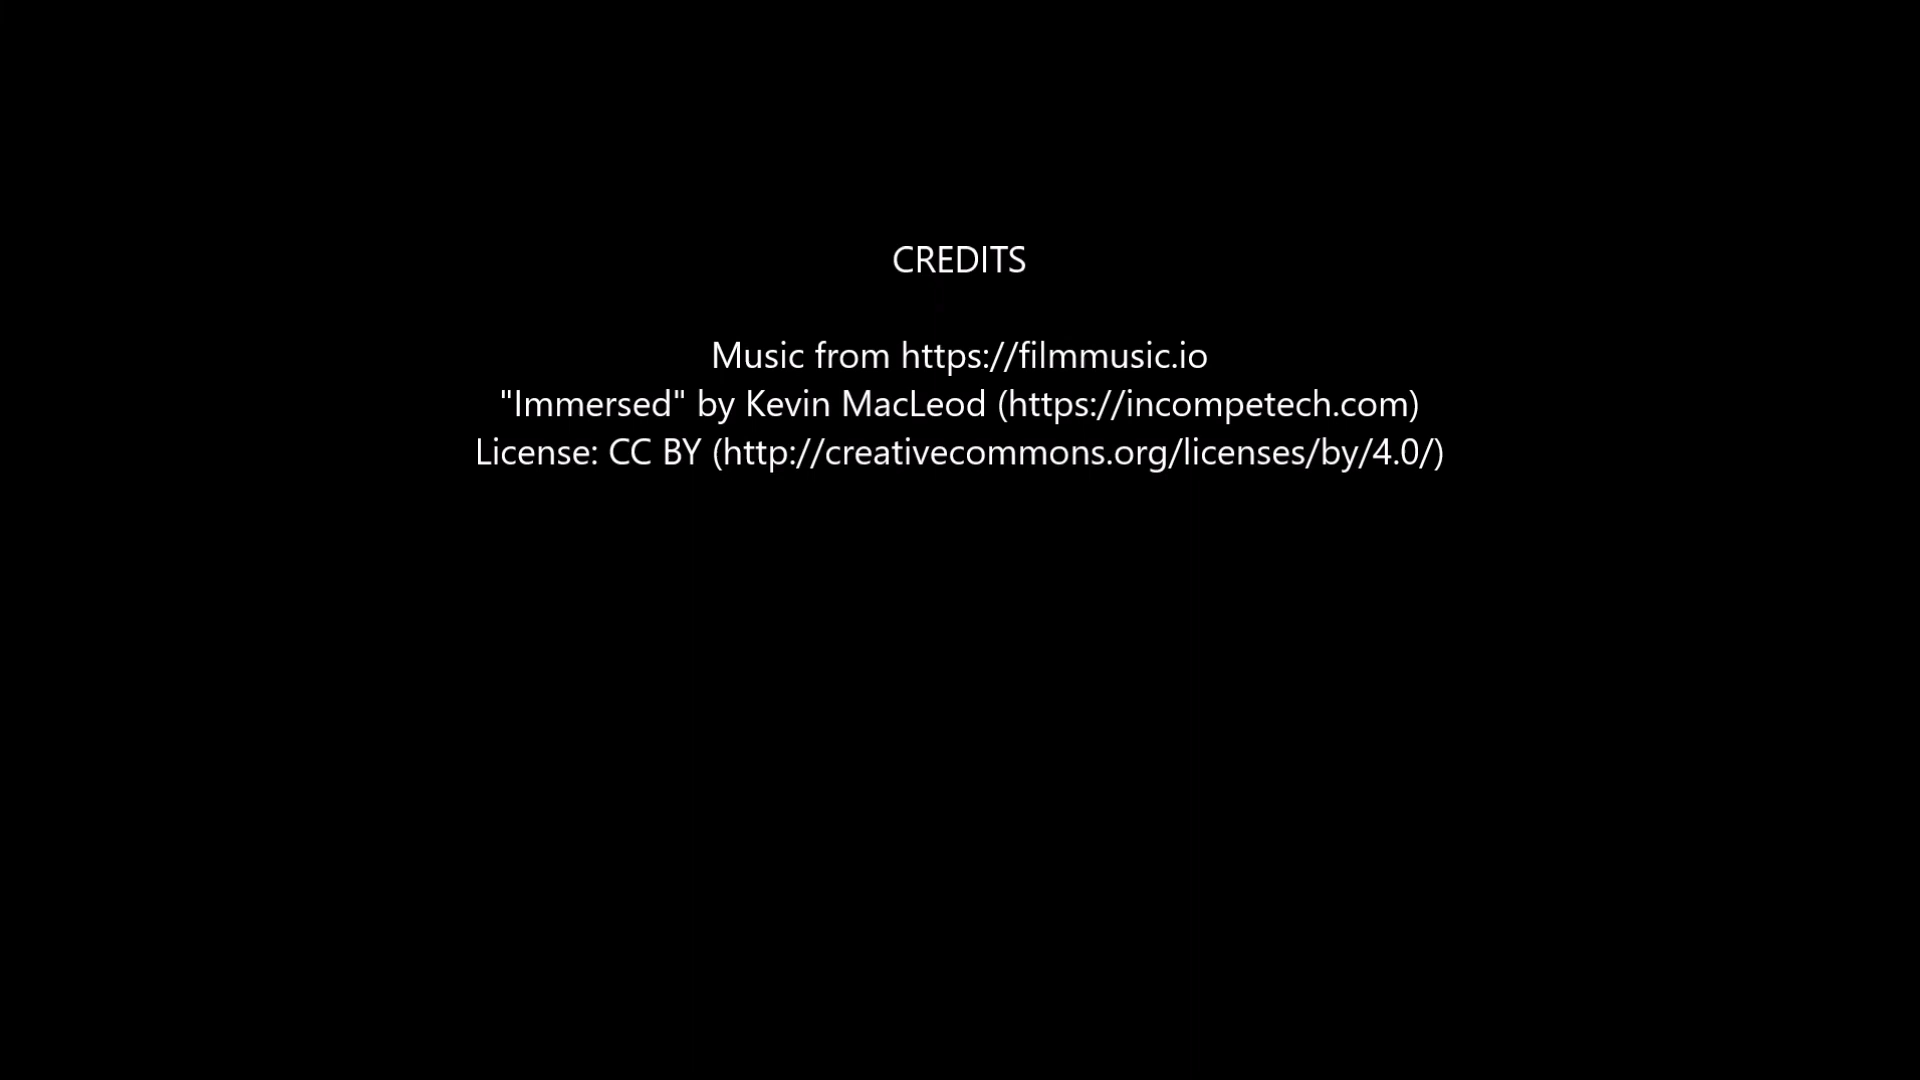 CREDITS
Music from https://filmmusic.io
"Immersed" by Kevin MacLeod (https://incompetech.com)
License: CC BY (http://creativecommons.org/licenses/by/4.0/)